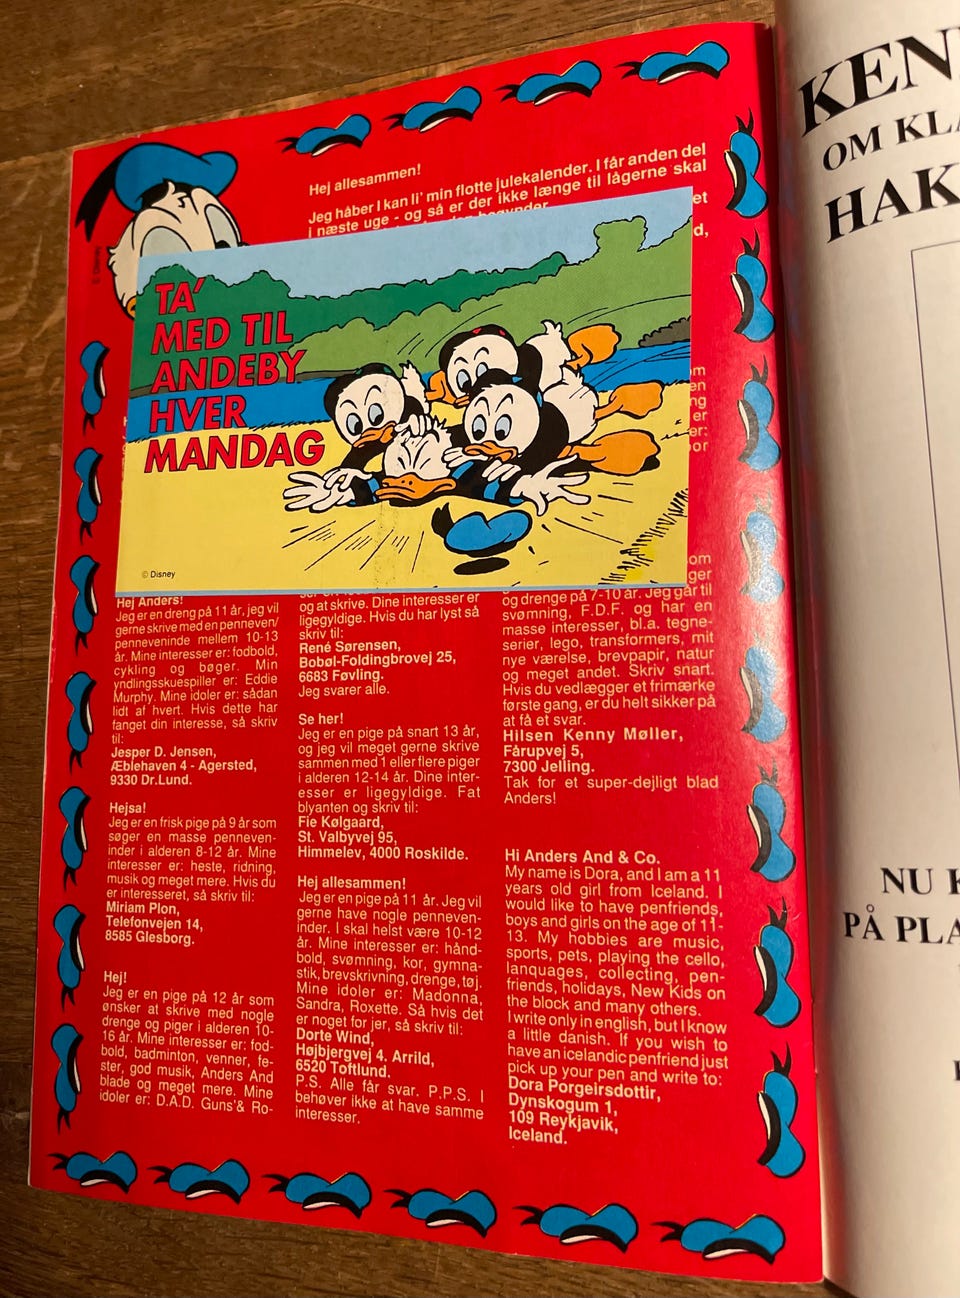 © Disney
Hej allesammen!
Jeg håber I kan li' min flotte julekalender. I får anden del
i næste uge - og så er der ikke længe til lågerne skal
et
d,
TA'
MED TIL
ANDEBY
HVER
MANDAG
© Disney
om
en
ng
er
er:
or
Hej Anders!
Jeg er en dreng på 11 år, jeg vil
gerne skrive med en penneven/
penneveninde mellem 10-13
år. Mine interesser er: fodbold,
cykling og bøger. Min
yndlingsskuespiller er: Eddie
Murphy. Mine idoler er: sådan
lidt af hvert. Hvis dette har
fanget din interesse, så skriv
til:
Jesper D. Jensen,
Æblehaven 4 - Agersted,
9330 Dr.Lund.
Hejsa!
Jeg er en frisk pige på 9 år som
søger en masse penneven-
inder i alderen 8-12 år. Mine
interesser er: heste, ridning,
musik og meget mere. Hvis du
er interesseret, så skriv til:
Miriam Plon,
Telefonvejen 14,
8585 Glesborg.
Hej!
Jeg er en pige på 12 år som
ønsker at skrive med nogle
drenge og piger i alderen 10-
16 år. Mine interesser er: fod-
bold, badminton, venner, fe-
ster, god musik, Anders And
blade og meget mere. Mine
idoler er: D.A.D. Guns'& Ro-
og at skrive. Dine interesser er
ligegyldige. Hvis du har lyst så
skriv til:
René Sørensen,
Bobøl-Foldingbrovej 25,
6683 Føvling.
Jeg svarer alle.
Se her!
Jeg er en pige på snart 13 år,
og jeg vil meget gerne skrive
sammen med 1 eller flere piger
i alderen 12-14 år. Dine inter-
esser er ligegyldige. Fat
blyanten og skriv til:
Fie Kølgaard,
St. Valbyvej 95,
Himmelev, 4000 Roskilde.
Hej allesammen!
Jeg er en pige på 11 år. Jeg vil
gerne have nogle penneven-
inder. I skal helst være 10-12
år. Mine interesser er: hånd-
bold, svømning, kor, gymna-
stik, brevskrivning, drenge, tøj.
Mine idoler er: Madonna,
Sandra, Roxette. Så hvis det
er noget for jer, så skriv til:
Dorte Wind,
Højbjergvej 4. Arrild,
6520 Toftlund.
P.S. Alle får svar. P.P.S. I
behøver ikke at have samme
interesser.
om
ger
og drenge på 7-10 år. Jeg går til
svømning, F.D.F. og har en
masse interesser, bl.a. tegne-
serier, lego, transformers, mit
nye værelse, brevpapir, natur
og meget andet. Skriv snart.
Hvis du vedlægger et frimærke
første gang, er du helt sikker på
at få et svar.
Hilsen Kenny Møller,
Fårupvej 5,
7300 Jelling.
Tak for et super-dejligt blad
Anders!
Hi Anders And & Co.
My name is Dora, and I am a 11
years old girl from Iceland. I
would like to have penfriends,
boys and girls on the age of 11-
13. My hobbies are music,
sports, pets, playing the cello,
languages, collecting, pen-
friends, holidays, New Kids on
the block and many others.
I write only in english, but I know
a little danish. If you wish to
have an icelandic penfriend just
pick up your pen and write to:
Dora Porgeirsdottir,
Dynskogum 1,
109 Reykjavik,
Iceland.
KEN
OM KLA
HAK
NU K
PÅ PLA